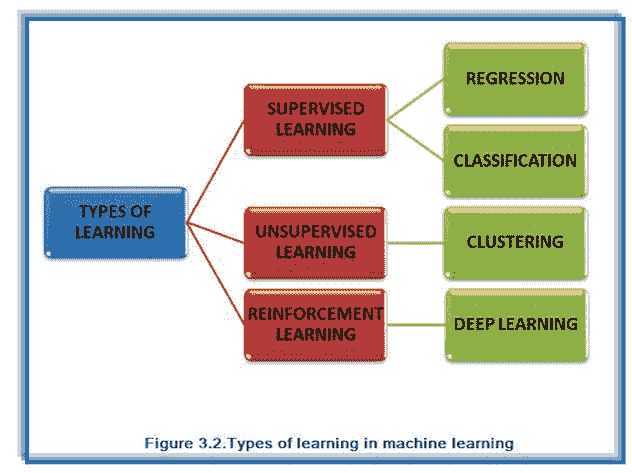 TYPES OF
LEARNING
SUPERVISED
LEARNING
REGRESSION
CLASSIFICATION
UNSUPERVISED
LEARNING
CLUSTERING
REINFORCEMENT
LEARNING
DEEP LEARNING
Figure 3.2.Types of learning in machine learning